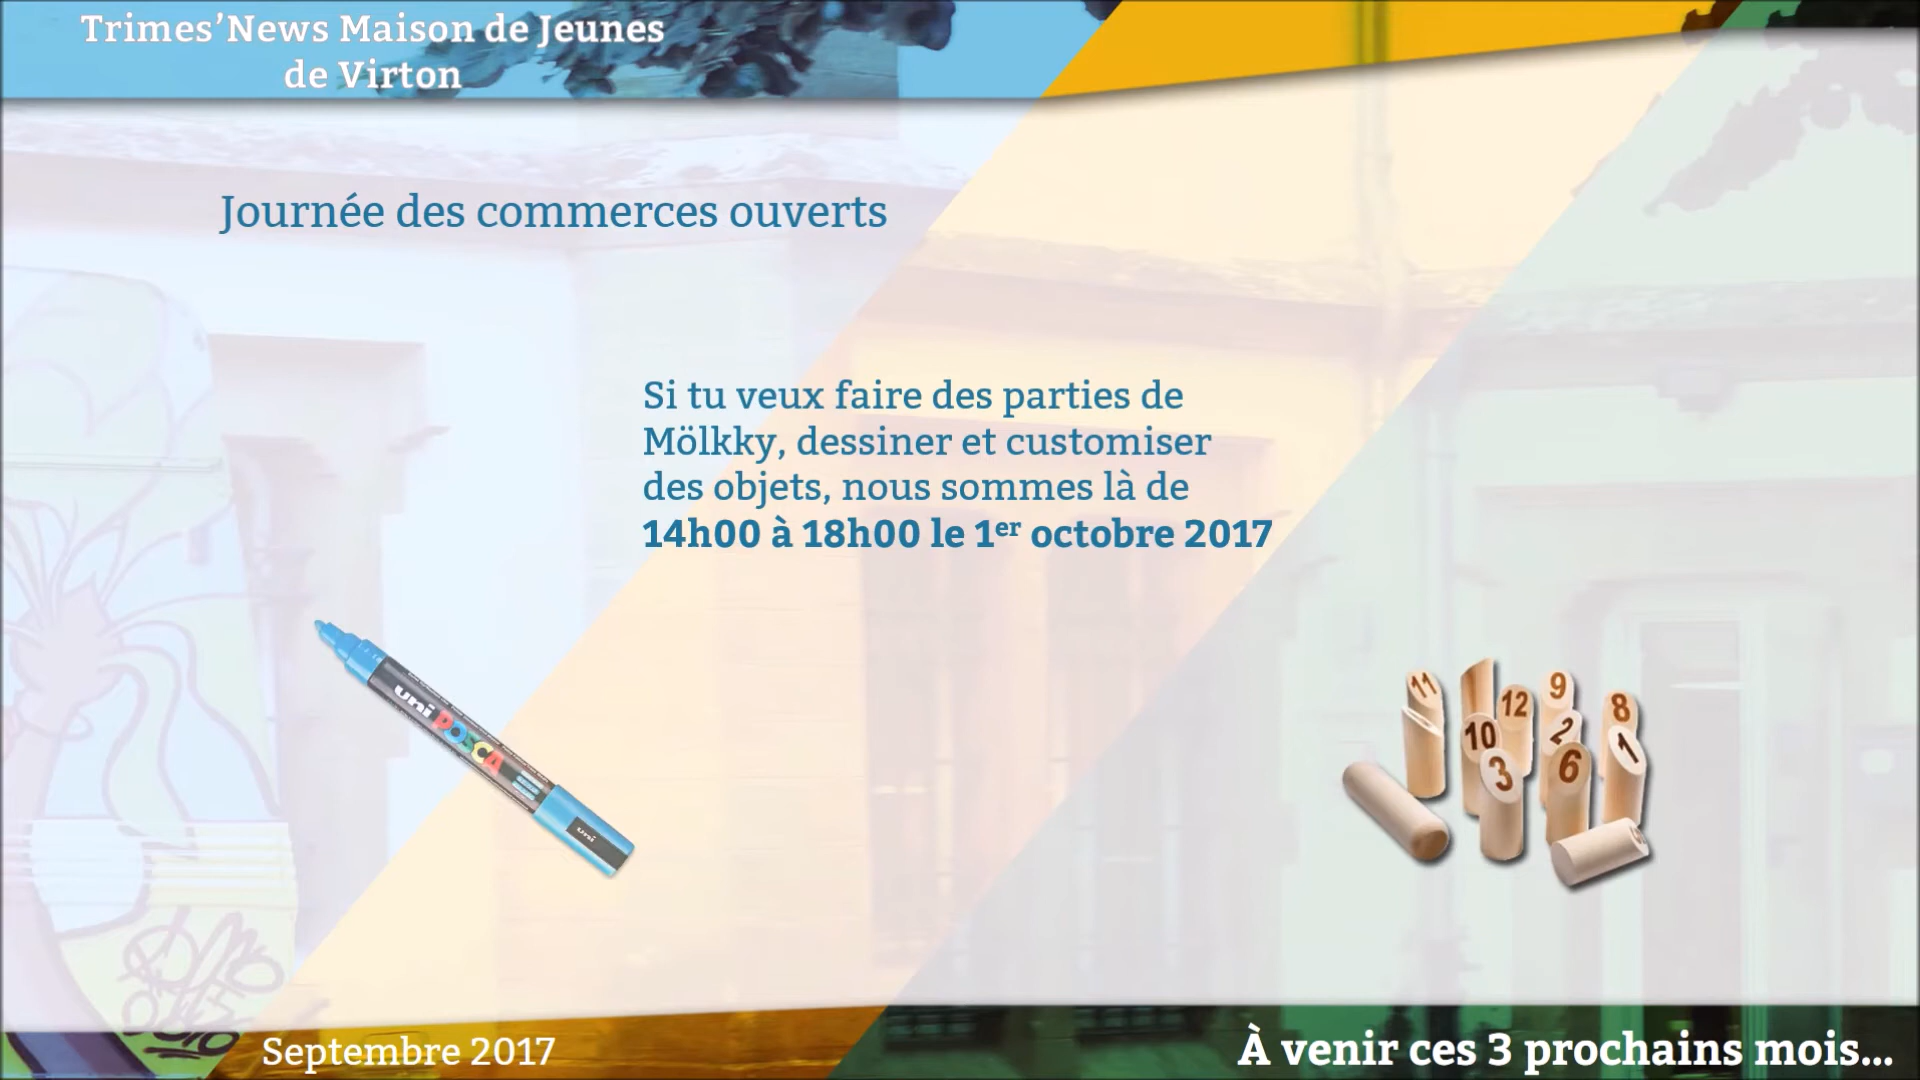 Trimes’News Maison de Jeunes
de Virton
Journée des commerces ouverts
Si tu veux faire des parties de
Mölkky, dessiner et customiser
des objets, nous sommes là de
14h00 à 18h00 le 1er octobre 2017
uni POSCA
uni
11
12
9
8
10
2
1
3
6
Septembre 2017
À venir ces 3 prochains mois...